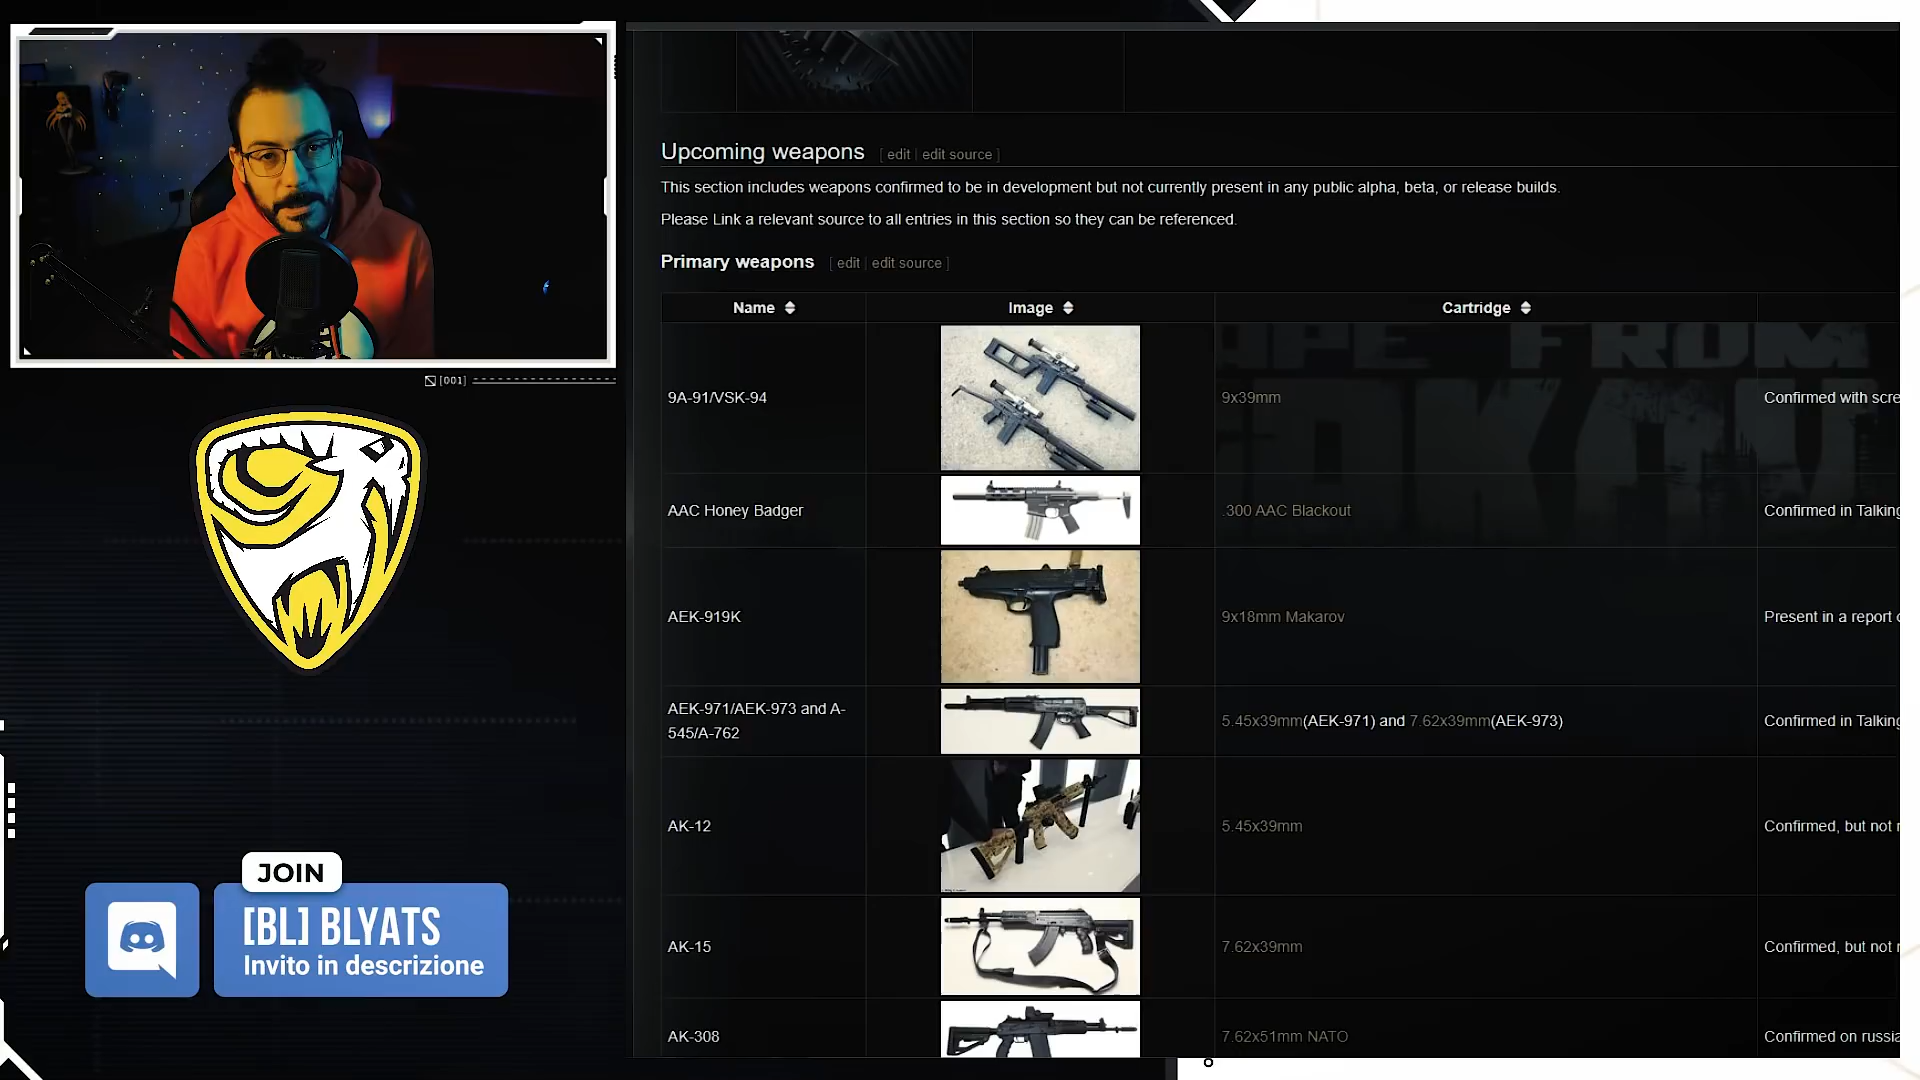 Upcoming weapons [ edit | edit source ]
This section includes weapons confirmed to be in development but not currently present in any public alpha, beta, or release builds.
Please Link a relevant source to all entries in this section so they can be referenced.
Primary weapons [ edit | edit source ]
Name Image Cartridge
APE FROM
9A-91/VSK-94 9x39mm Confirmed with scre
AAC Honey Badger .300 AAC Blackout Confirmed in Talking
AEK-919K 9x18mm Makarov Present in a report
AEK-971/AEK-973 and A-
545/A-762
5.45x39mm(AEK-971) and 7.62x39mm(AEK-973) Confirmed in Talking
AK-12 5.45x39mm Confirmed, but not
AK-15 7.62x39mm Confirmed, but not
AK-308 7.62x51mm NATO Confirmed on russia
[001]
JOIN
[BL] BLYATS
Invito in descrizione